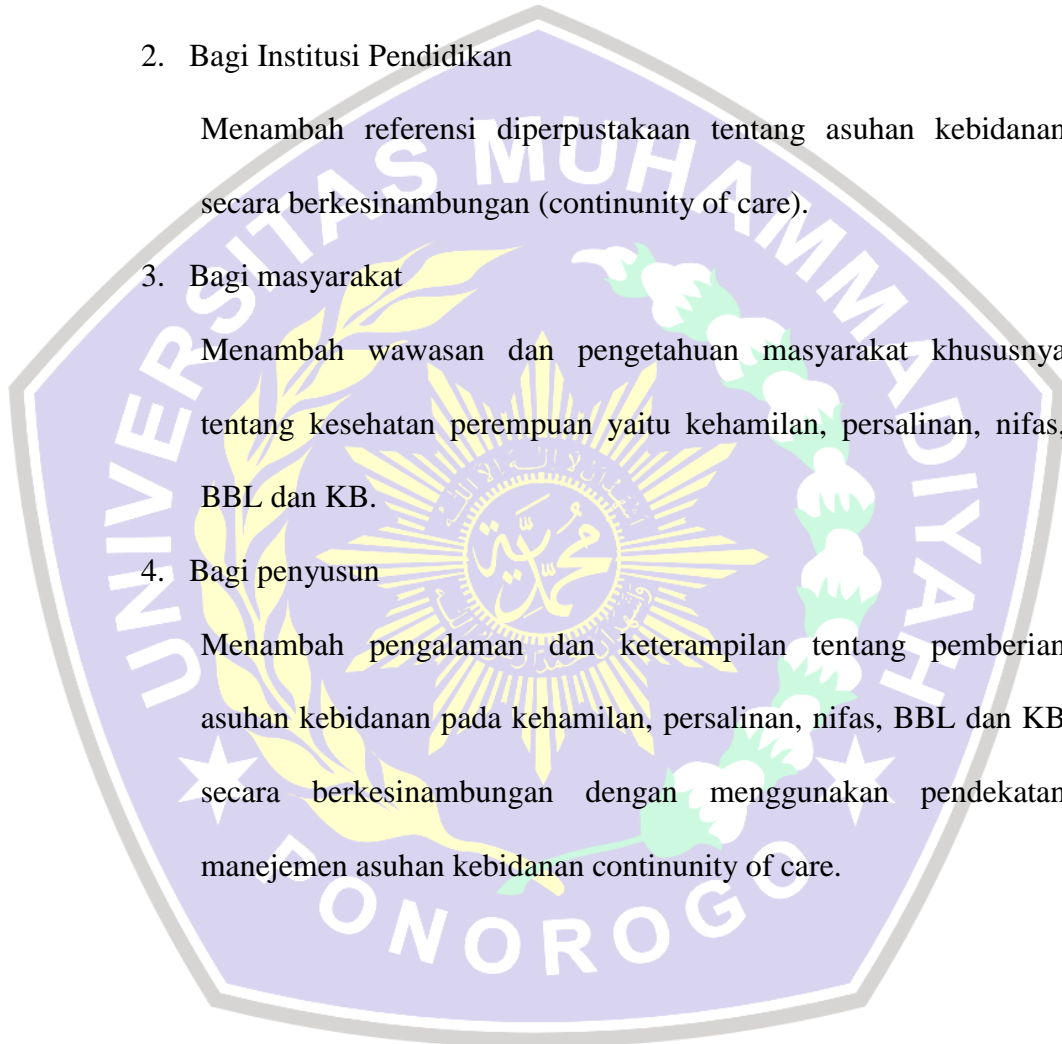 2. Bagi Institusi Pendidikan
Menambah referensi diperpustakaan tentang asuhan kebidanan
secara berkesinambungan (continunity of care).
3. Bagi masyarakat
Menambah wawasan dan pengetahuan masyarakat khususnya
tentang kesehatan perempuan yaitu kehamilan, persalinan, nifas,
BBL dan KB.
4. Bagi penyusun
Menambah pengalaman dan keterampilan tentang pemberian
asuhan kebidanan pada kehamilan, persalinan, nifas, BBL dan KB
secara berkesinambungan dengan menggunakan pendekatan
manejemen asuhan kebidanan continunity of care.
UNIVERSITAS MUHAMMADIYAH
PONOROGO
محمدية